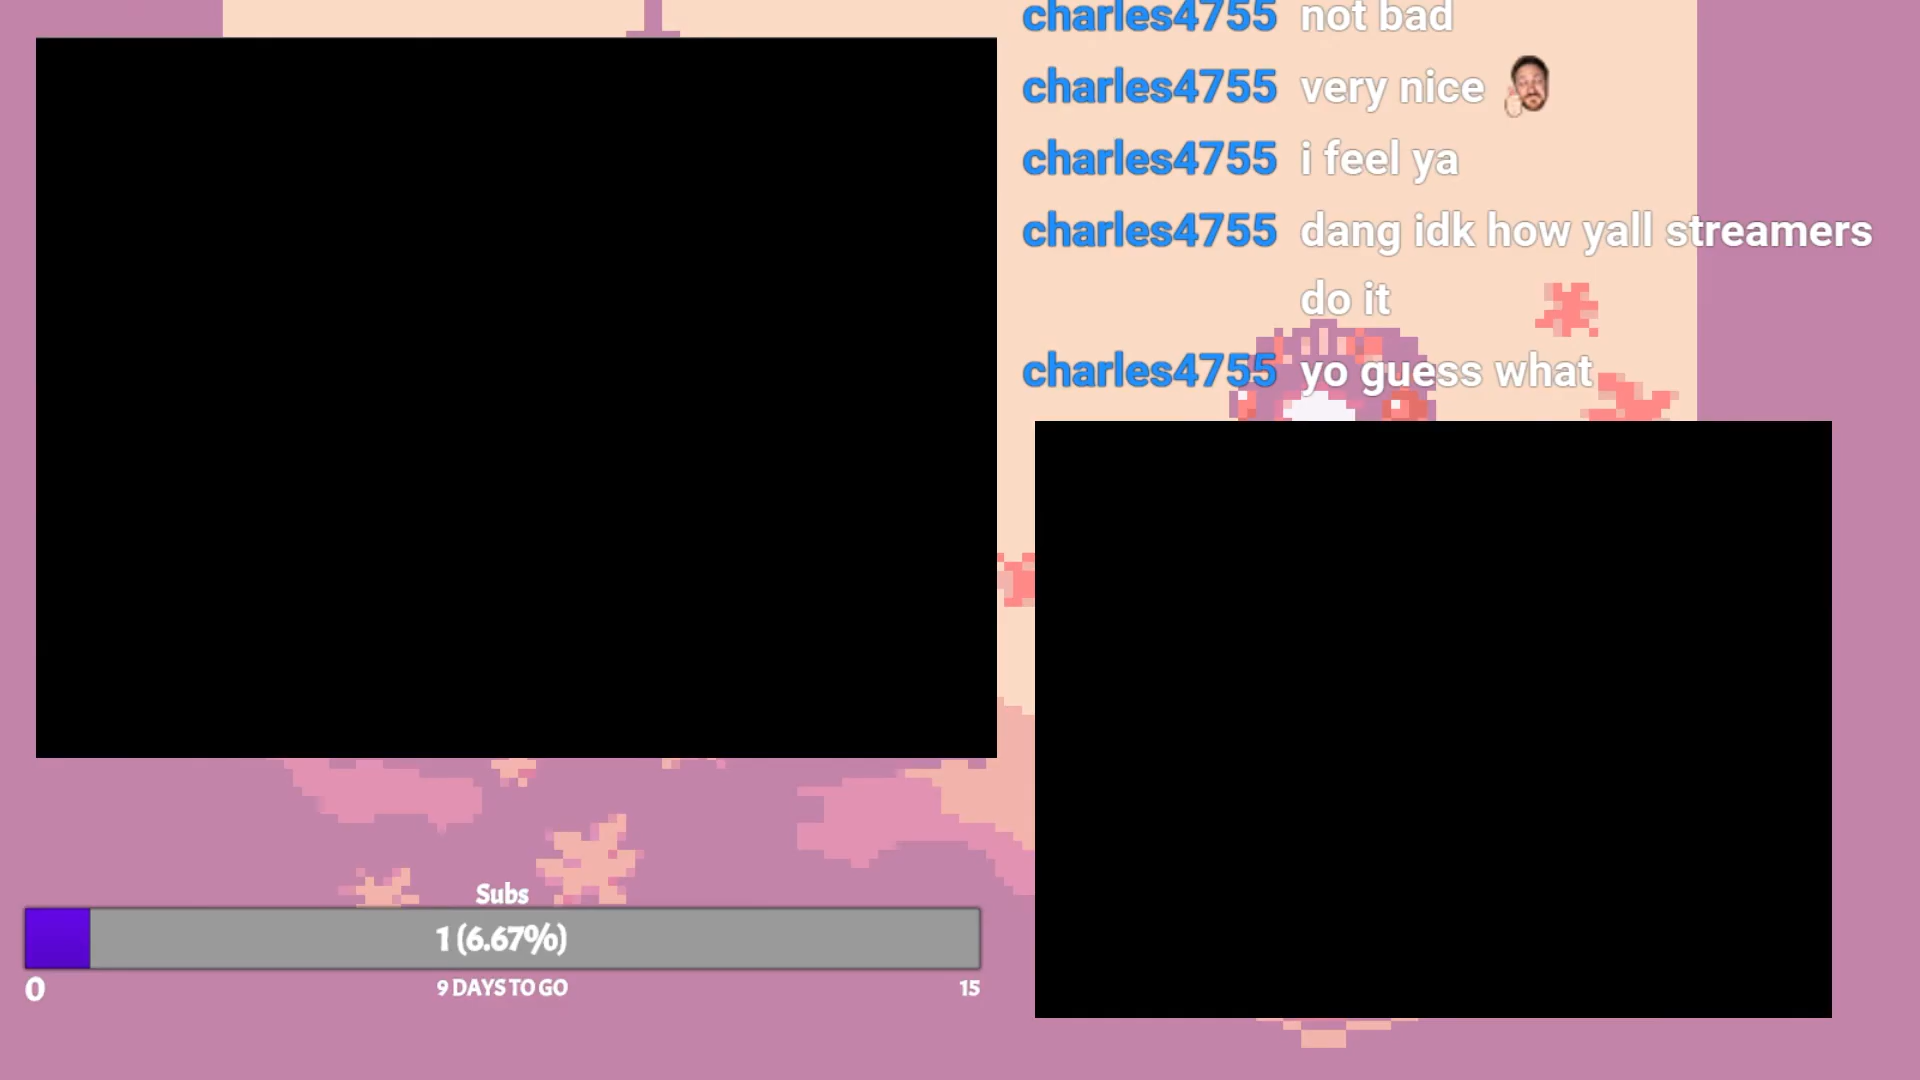 charles4755 not bad
charles4755 very nice
charles4755 i feel ya
charles4755 dang idk how yall streamers
do it
charles4755 yo guess what
Subs
1 (6.67%)
0 9 DAYS TO GO 15